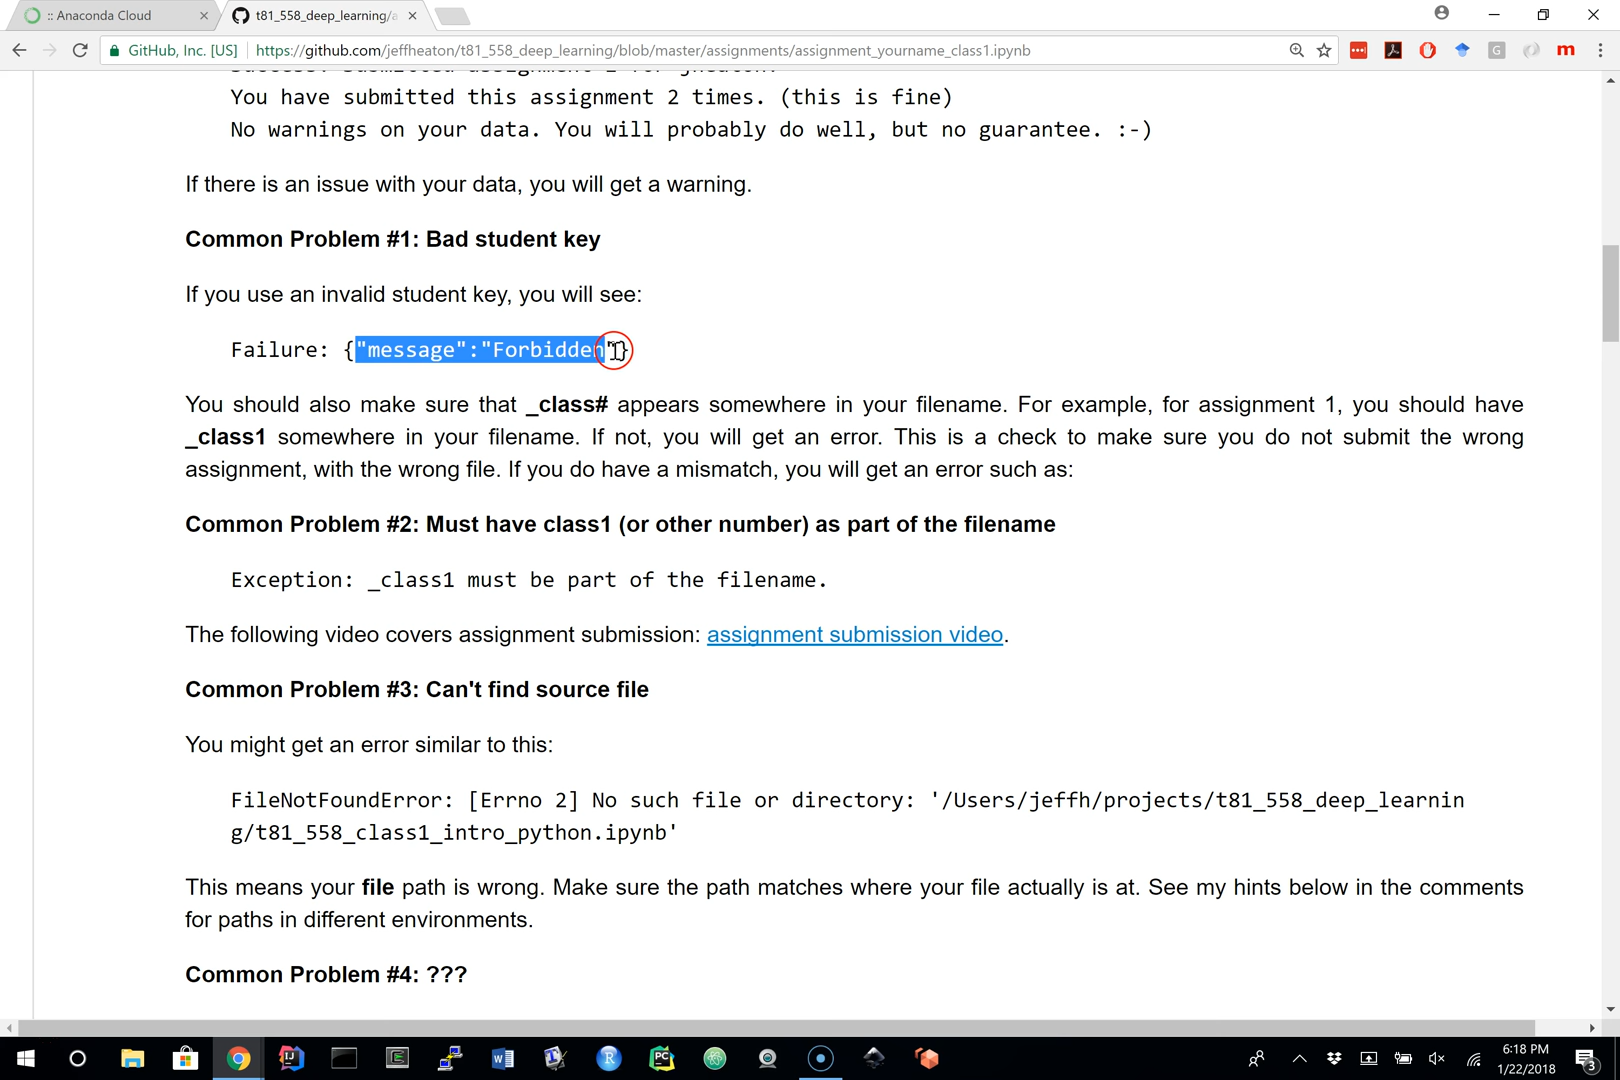 :: Anaconda Cloud
t81_558_deep_learning/a
GitHub, Inc. [US]
https://github.com/jeffheaton/t81_558_deep_learning/blob/master/assignments/assignment_yourname_class1.ipynb
You have submitted this assignment 2 times. (this is fine)
No warnings on your data. You will probably do well, but no guarantee. :-)
If there is an issue with your data, you will get a warning.
Common Problem #1: Bad student key
If you use an invalid student key, you will see:
Failure: {"message":"Forbidden"}
You should also make sure that _class# appears somewhere in your filename. For example, for assignment 1, you should have
_class1 somewhere in your filename. If not, you will get an error. This is a check to make sure you do not submit the wrong
assignment, with the wrong file. If you do have a mismatch, you will get an error such as:
Common Problem #2: Must have class1 (or other number) as part of the filename
Exception: _class1 must be part of the filename.
The following video covers assignment submission: assignment submission video.
Common Problem #3: Can't find source file
You might get an error similar to this:
FileNotFoundError: [Errno 2] No such file or directory: '/Users/jeffh/projects/t81_558_deep_learnin
g/t81_558_class1_intro_python.ipynb'
This means your file path is wrong. Make sure the path matches where your file actually is at. See my hints below in the comments
for paths in different environments.
Common Problem #4: ???
6:18 PM
1/22/2018
3